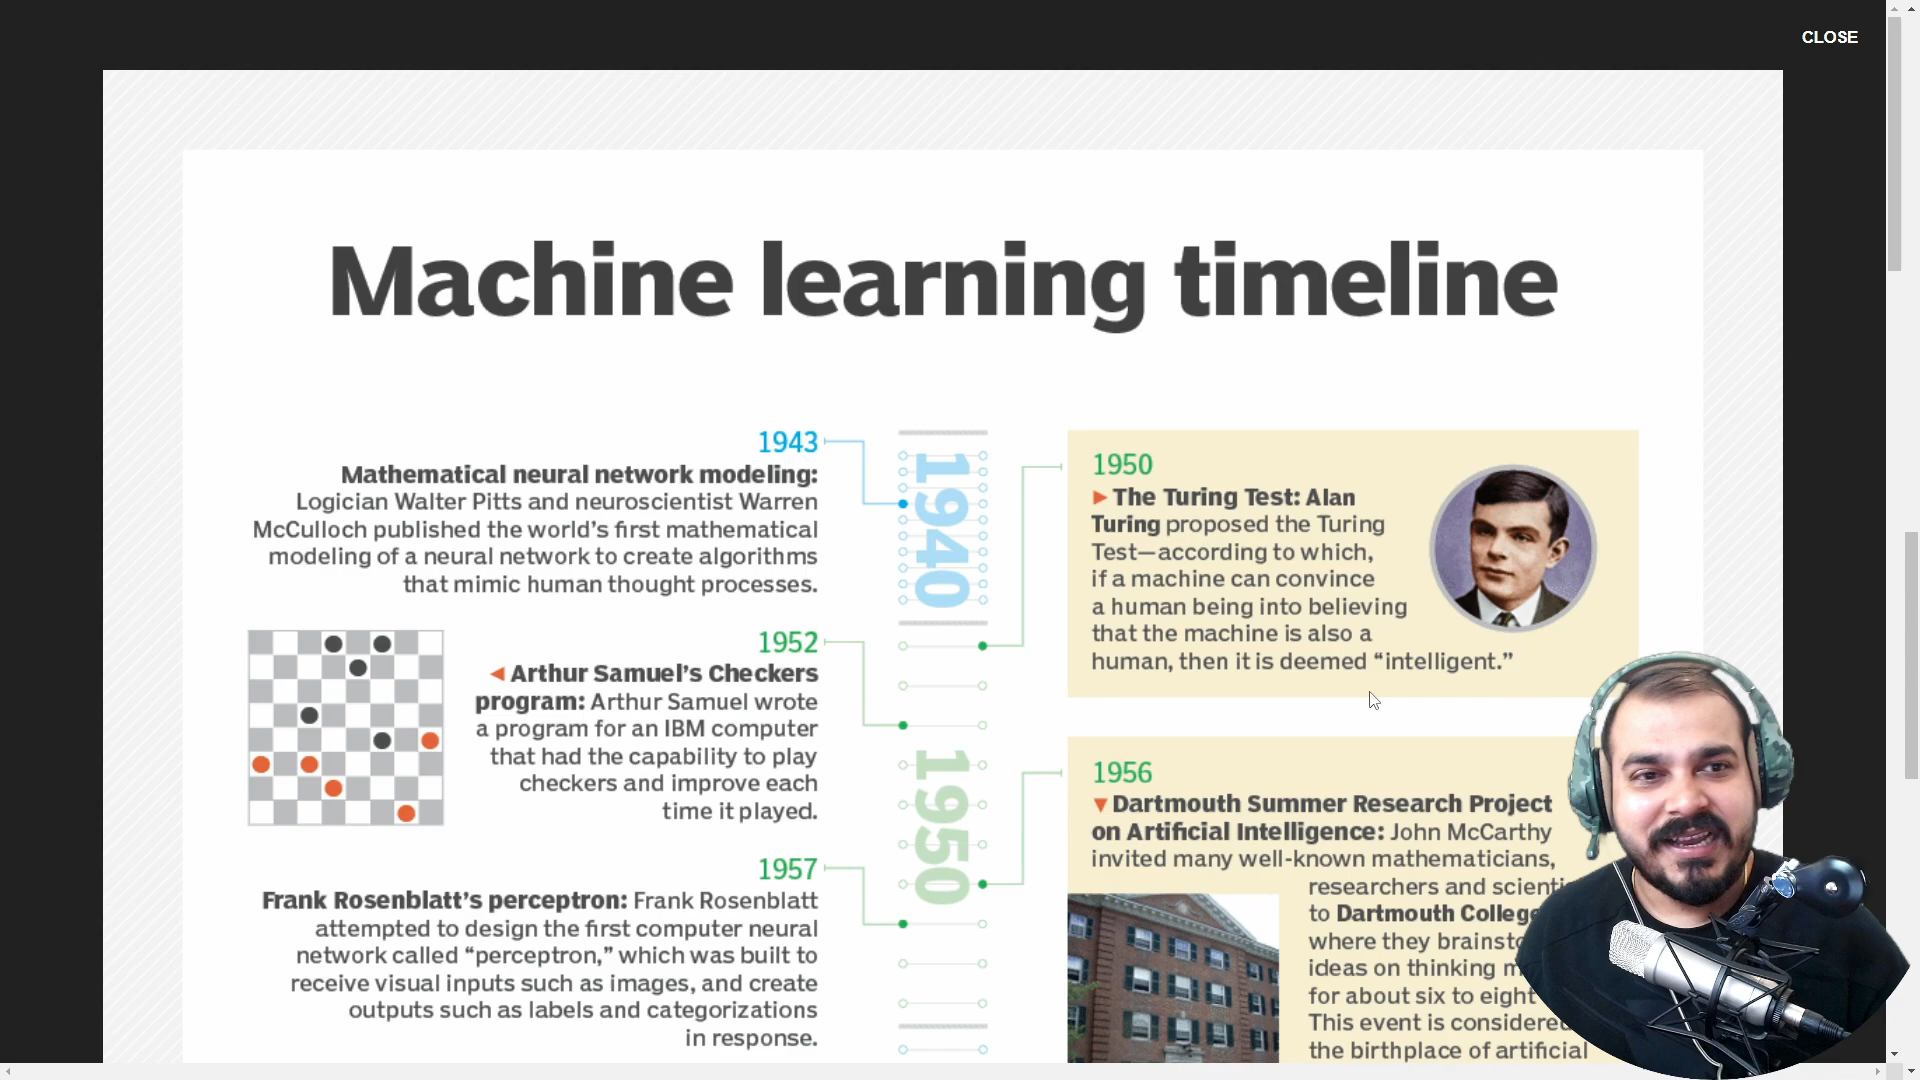 CLOSE
Machine learning timeline
1943
Mathematical neural network modeling:
Logician Walter Pitts and neuroscientist Warren
McCulloch published the world's first mathematical
modeling of a neural network to create algorithms
that mimic human thought processes.
1952
Arthur Samuel's Checkers
program: Arthur Samuel wrote
a program for an IBM computer
that had the capability to play
checkers and improve each
time it played.
1957
Frank Rosenblatt's perceptron: Frank Rosenblatt
attempted to design the first computer neural
network called “perceptron,” which was built to
receive visual inputs such as images, and create
outputs such as labels and categorizations
in response.
1940
1950
1950
The Turing Test: Alan
Turing proposed the Turing
Test—according to which,
if a machine can convince
a human being into believing
that the machine is also a
human, then it is deemed “intelligent.”
1956
Dartmouth Summer Research Project
on Artificial Intelligence: John McCarthy
invited many well-known mathematicians,
researchers and
to Dartmouth College
where they
ideas on thinking
for about six to eight
This event is considered
the birthplace of artificial